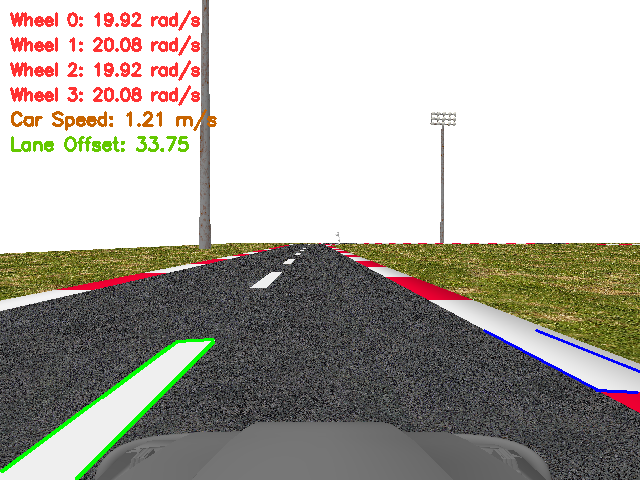 Wheel 0: 19.92 rad/s
Wheel 1: 20.08 rad/s
Wheel 2: 19.92 rad/s
Wheel 3: 20.08 rad/s
Car Speed: 1.21 m/s
Lane Offset: 33.75